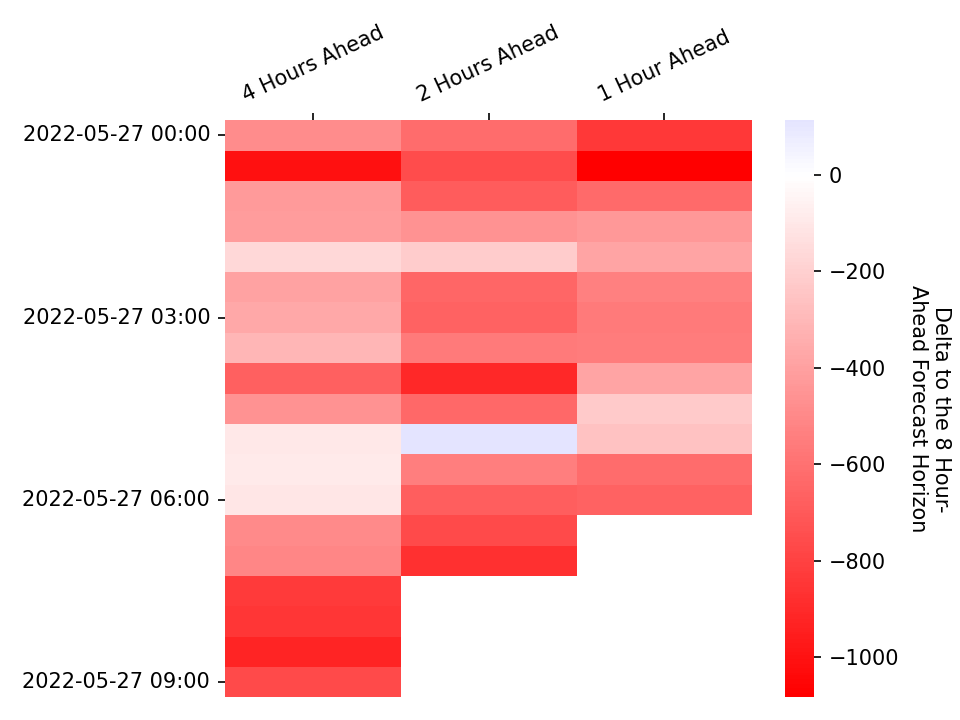 4 Hours Ahead
2 Hours Ahead
1 Hour Ahead
2022-05-27 00:00
2022-05-27 03:00
2022-05-27 06:00
2022-05-27 09:00
0
−200
−400
−600
−800
−1000
Delta to the 8 Hour-
Ahead Forecast Horizon